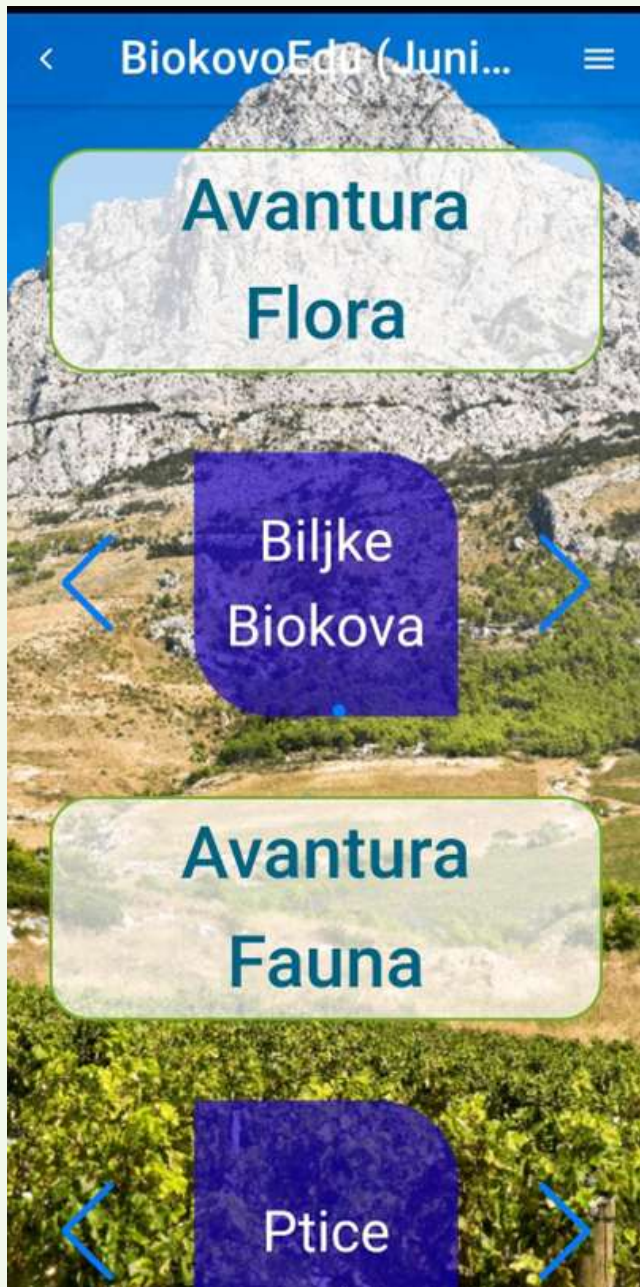 BiokovoEdu (Juni...
Avantura
Flora
Biljke
Biokova
Avantura
Fauna
Ptice